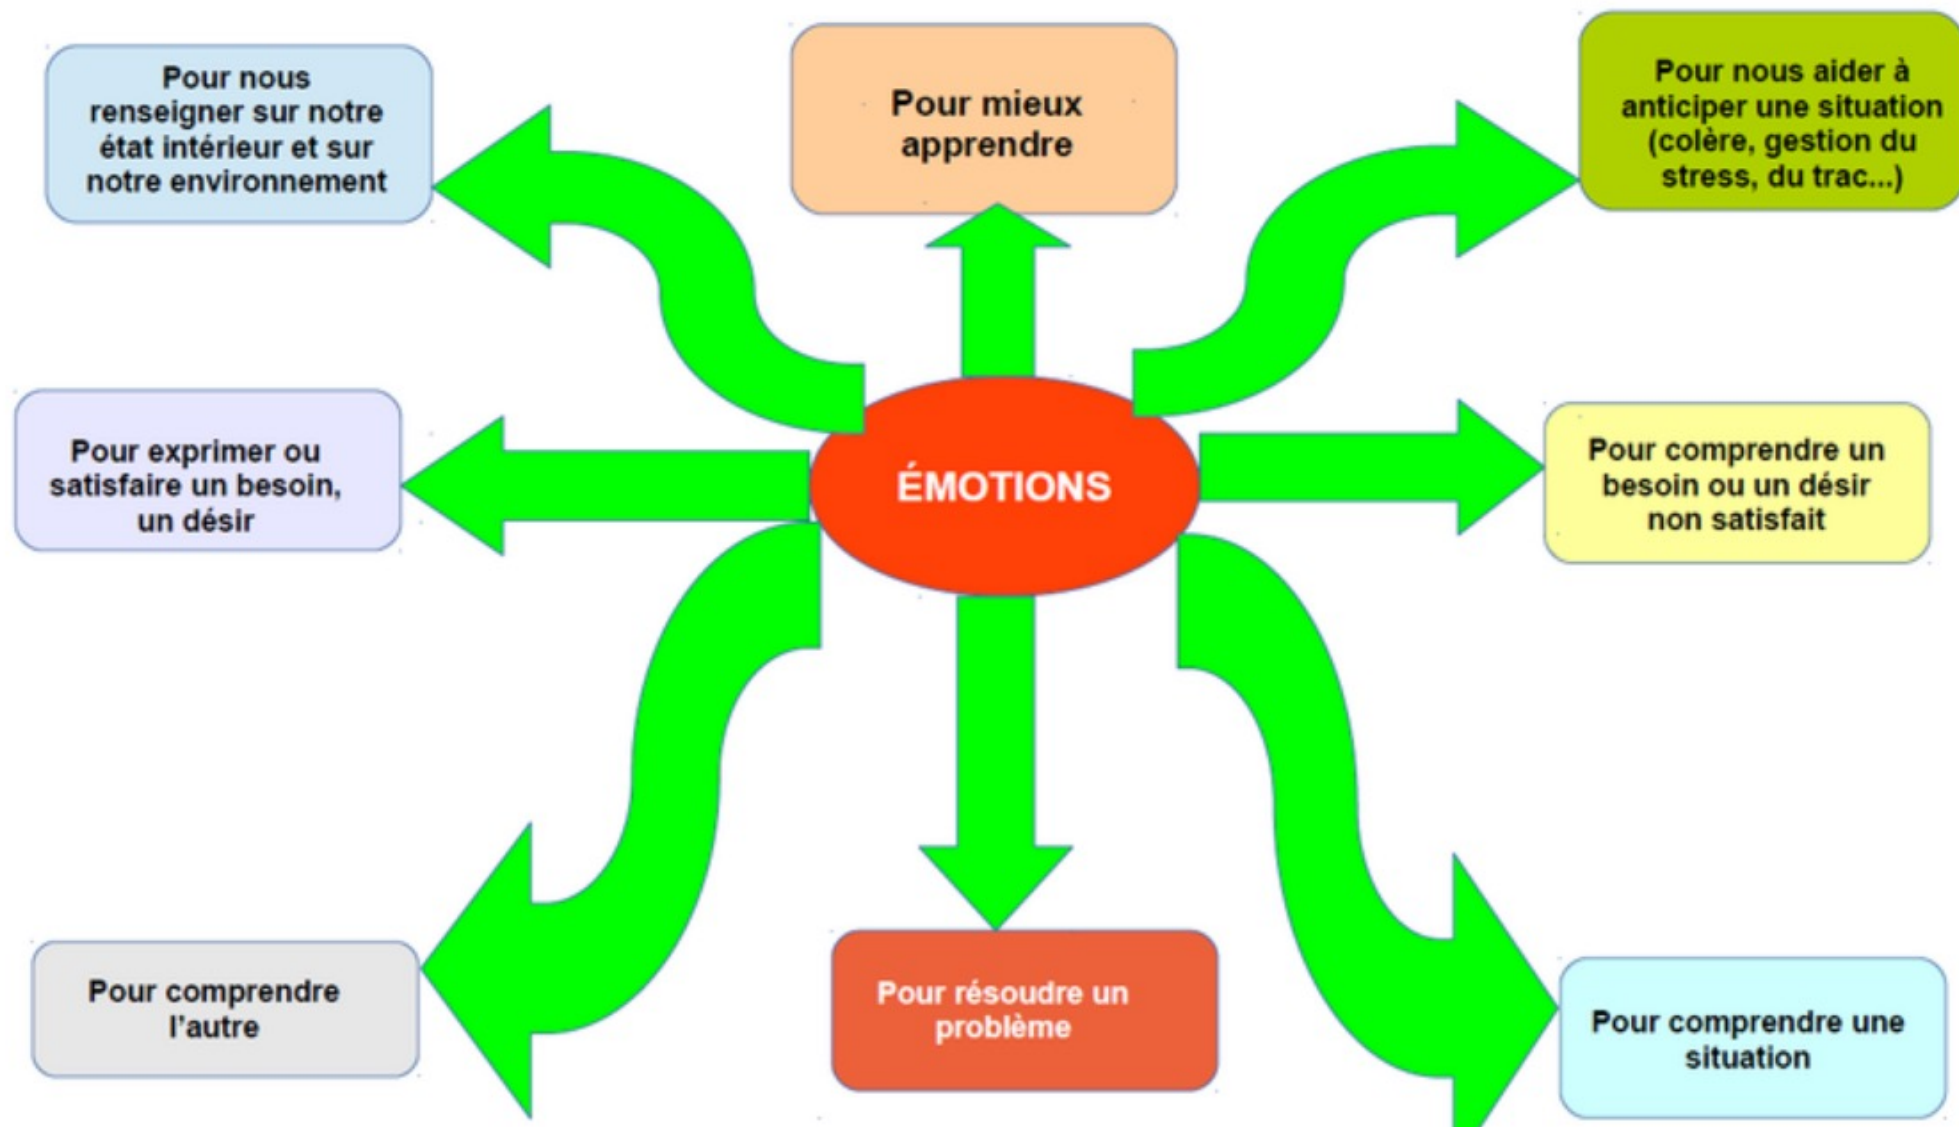 Pour nous
renseigner sur notre
état intérieur et sur
notre environnement
Pour mieux
apprendre
Pour nous aider à
anticiper une situation
(colère, gestion du
stress, du trac...)
Pour exprimer ou
satisfaire un besoin,
un désir
ÉMOTIONS
Pour comprendre un
besoin ou un désir
non satisfait
Pour comprendre
l'autre
Pour résoudre un
problème
Pour comprendre une
situation